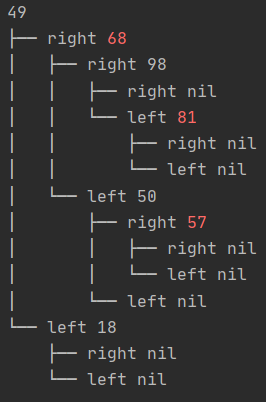 49
├── right 68
│   ├── right 98
│   │   ├── right nil
│   │   └── left 81
│   │       ├── right nil
│   │       └── left nil
│   └── left 50
│       ├── right 57
│       │   ├── right nil
│       │   └── left nil
│       └── left nil
└── left 18
    ├── right nil
    └── left nil